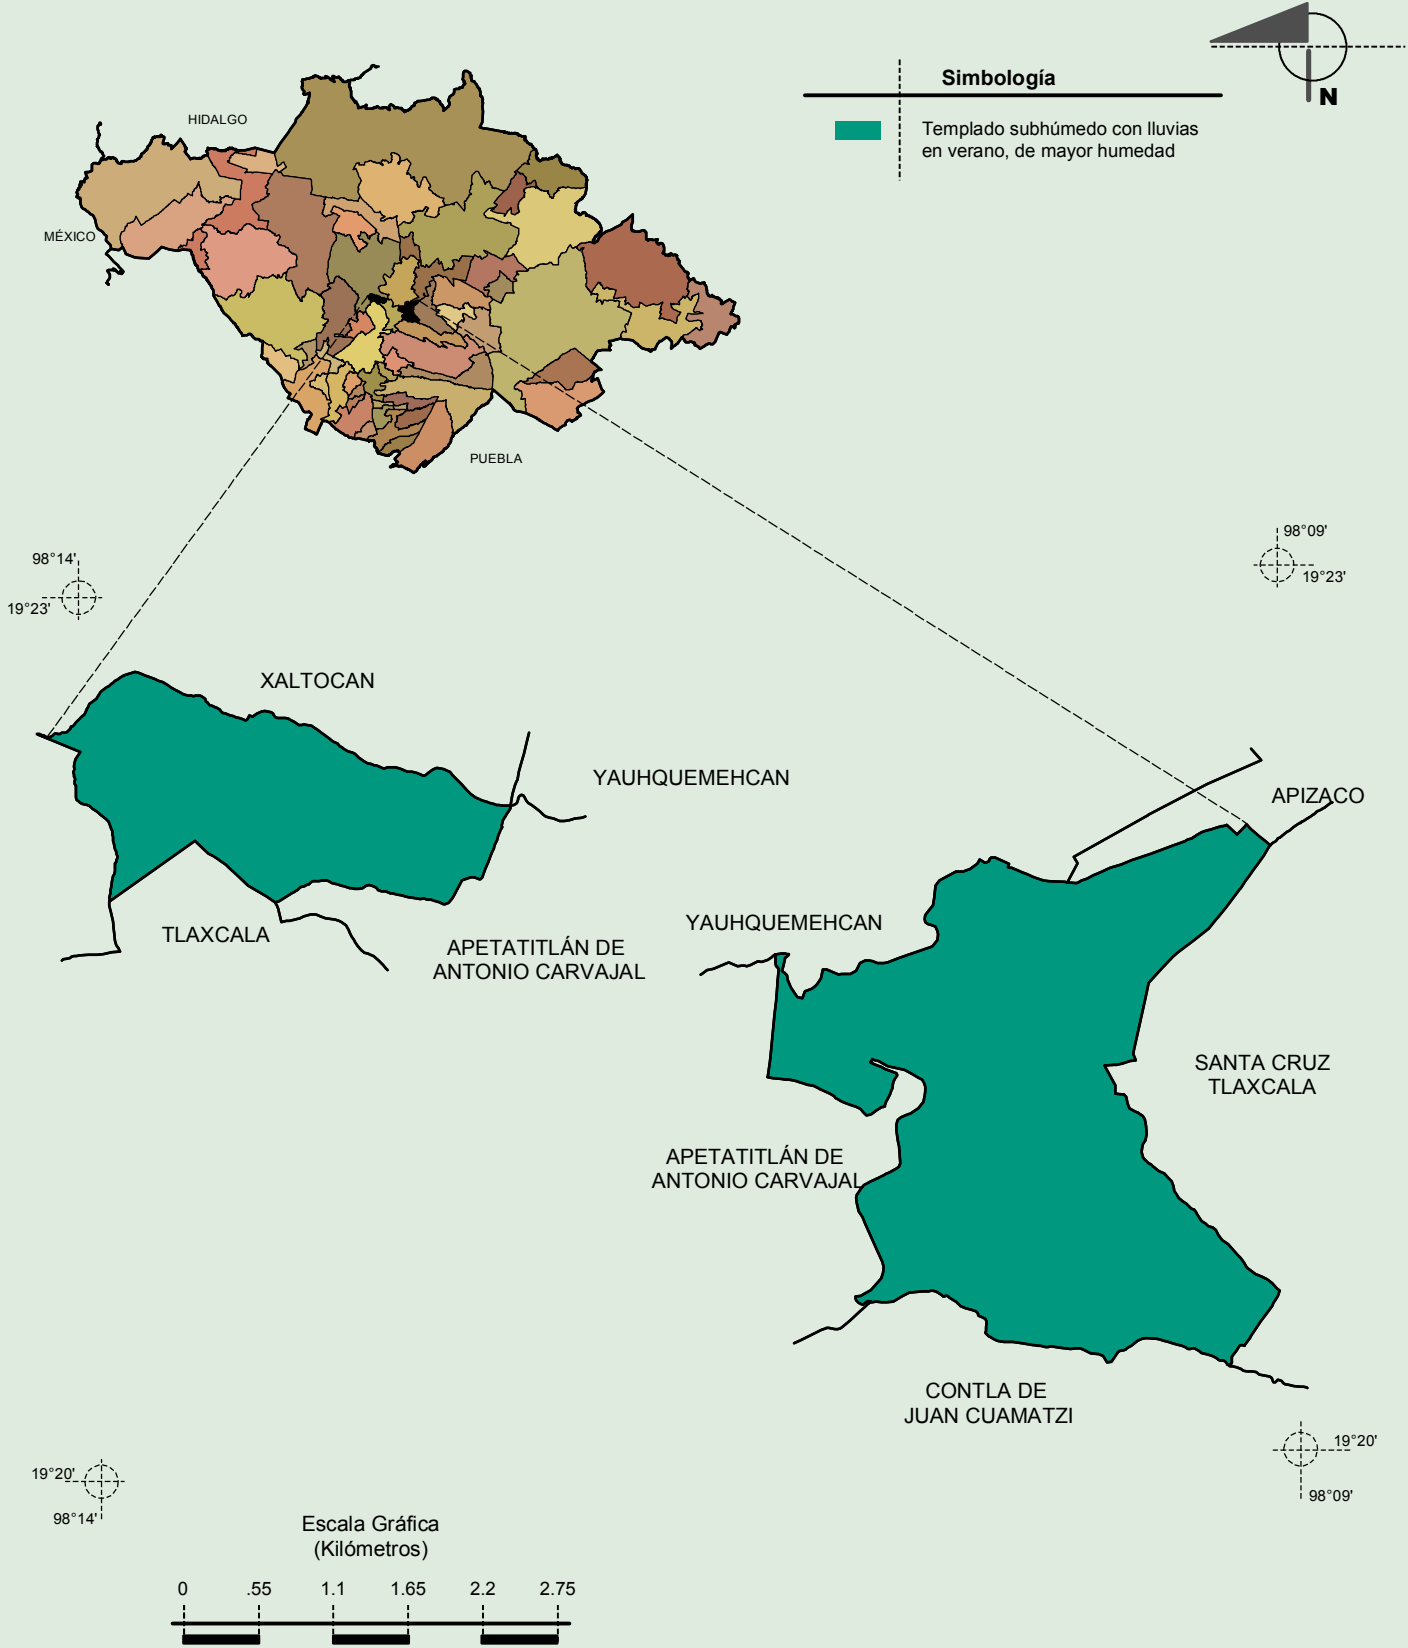 N
Simbología
Templado subhúmedo con lluvias
en verano, de mayor humedad
HIDALGO
MÉXICO
PUEBLA
98°14'
19°23'
98°09'
19°23'
XALTOCAN
YAUHQUEMEHCAN
TLAXCALA
APETATITLÁN DE
ANTONIO CARVAJAL
APIZACO
YAUHQUEMEHCAN
SANTA CRUZ
TLAXCALA
APETATITLÁN DE
ANTONIO CARVAJAL
CONTLA DE
JUAN CUAMATZI
19°20'
98°14'
19°20'
98°09'
Escala Gráfica
(Kilómetros)
0 .55 1.1 1.65 2.2 2.75